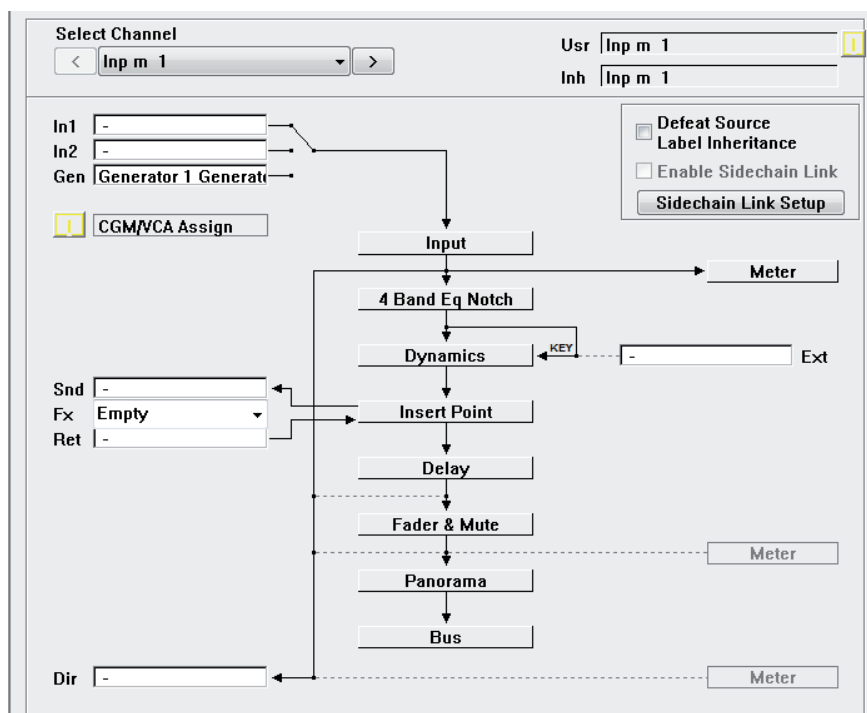 Select Channel
< Inp m 1 >
Usr Inp m 1
Inh Inp m 1
In1 -
In2 -
Gen Generator 1 Generat
Defeat Source
Label Inheritance
Enable Sidechain Link
Sidechain Link Setup
CGM/VCA Assign
Input
Meter
4 Band Eq Notch
KEY
Dynamics
- Ext
Snd -
Fx Empty
Ret -
Insert Point
Delay
Fader & Mute
Meter
Panorama
Bus
Dir -
Meter